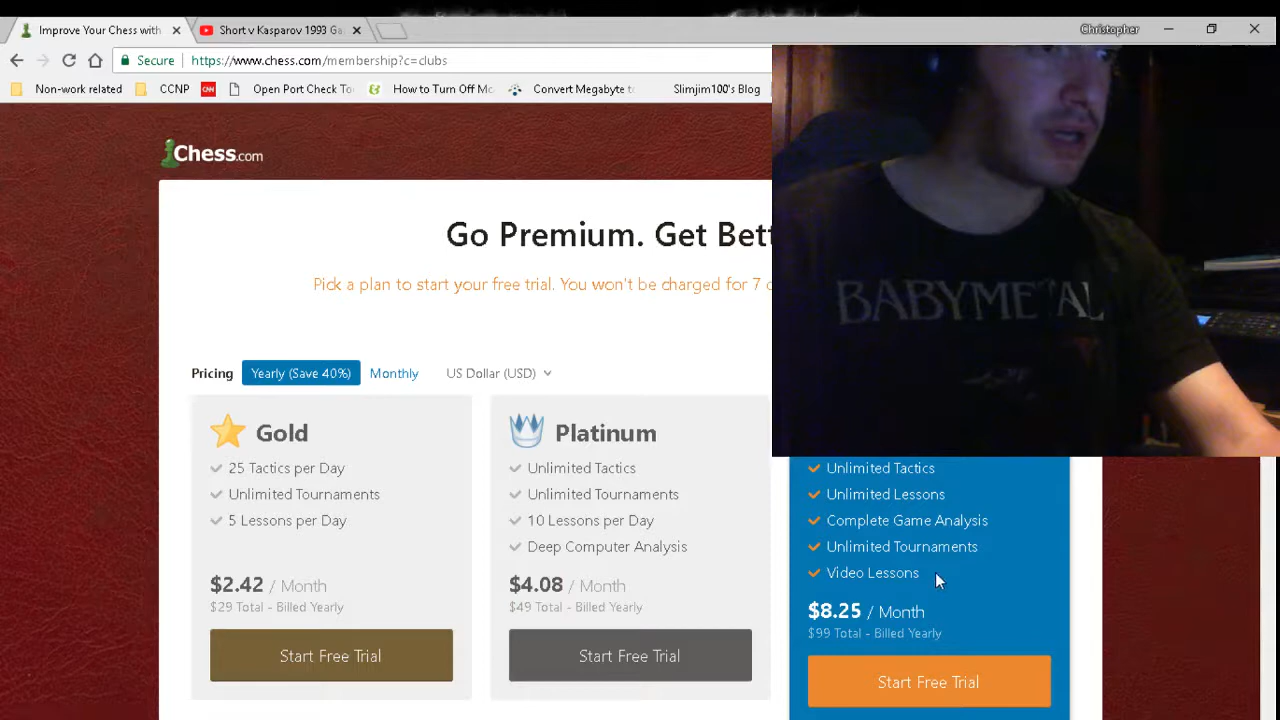 Improve Your Chess with
Short v Kasparov 1993 Ga
Christopher
Secure
https://www.chess.com/membership?c=clubs
Non-work related
CCNP
CNN
Open Port Check To
How to Turn Off Mo
Convert Megabyte to
Slimjim100's Blog
Chess.com
Go Premium. Get Bett
Pick a plan to start your free trial. You won't be charged for 7 d
BABYMETAL
Pricing
Yearly (Save 40%)
Monthly
US Dollar (USD)
Gold
25 Tactics per Day
Unlimited Tournaments
5 Lessons per Day
$2.42 / Month
$29 Total - Billed Yearly
Start Free Trial
Platinum
Unlimited Tactics
Unlimited Tournaments
10 Lessons per Day
Deep Computer Analysis
$4.08 / Month
$49 Total - Billed Yearly
Start Free Trial
Unlimited Tactics
Unlimited Lessons
Complete Game Analysis
Unlimited Tournaments
Video Lessons
$8.25 / Month
$99 Total - Billed Yearly
Start Free Trial